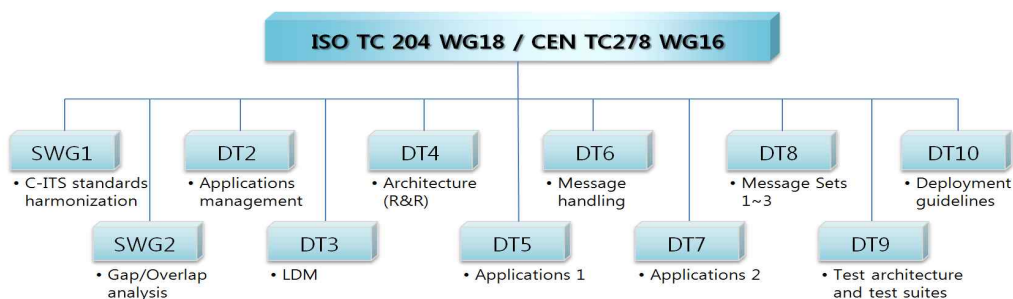 ISO TC 204 WG18 / CEN TC278 WG16
SWG1
• C-ITS standards
harmonization
DT2
• Applications
management
DT4
• Architecture
(R&R)
DT6
• Message
handling
DT8
• Message Sets
1~3
DT10
• Deployment
guidelines
SWG2
• Gap/Overlap
analysis
DT3
• LDM
DT5
• Applications 1
DT7
• Applications 2
DT9
• Test architecture
and test suites